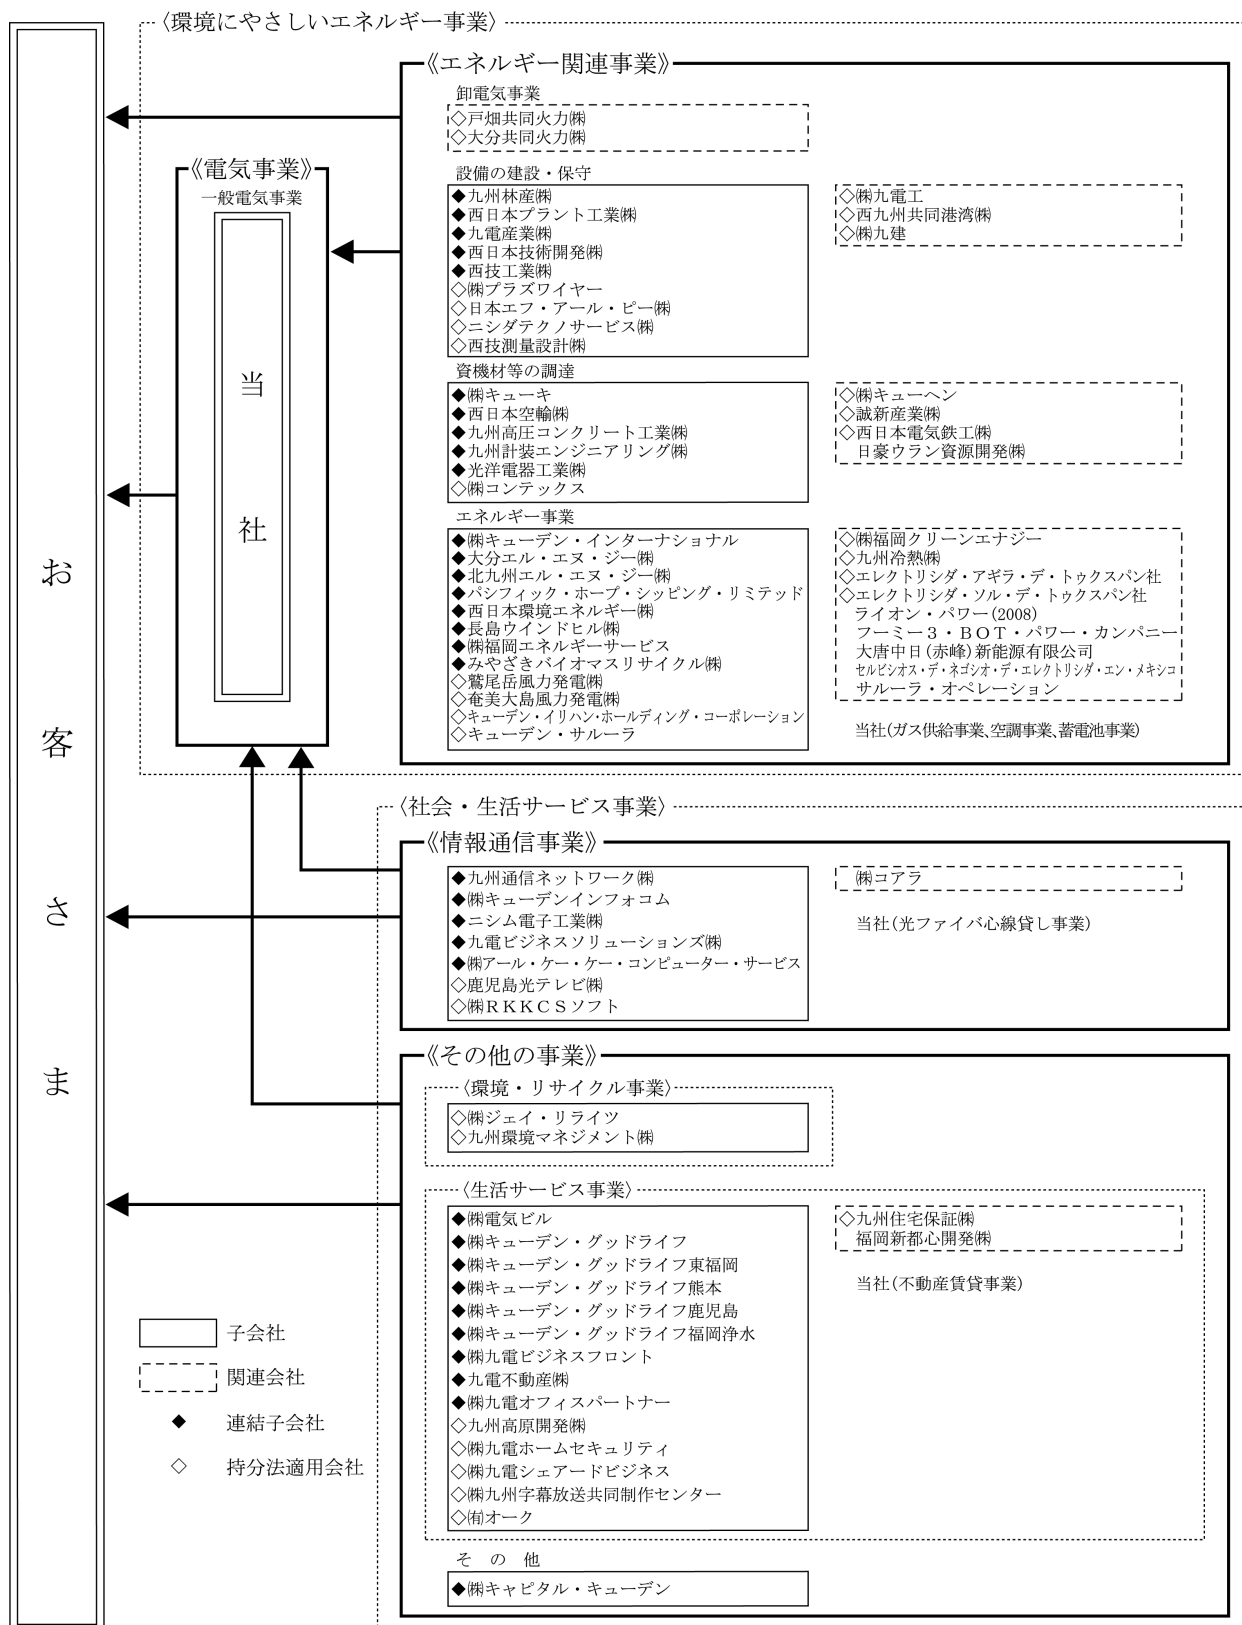 〈環境にやさしいエネルギー事業〉
《エネルギー関連事業》
卸電気事業
◇戸畑共同火力㈱
◇大分共同火力㈱
《電気事業》
一般電気事業
当社
設備の建設・保守
◆九州林産㈱
◆西日本プラント工業㈱
◆九電産業㈱
◆西日本技術開発㈱
◆西技工業㈱
◇㈱プラズワイヤー
◇日本エフ・アール・ピー㈱
◇ニシダテクノサービス㈱
◇西技測量設計㈱
◇㈱九電工
◇西九州共同港湾㈱
◇㈱九建
資機材等の調達
◆㈱キューキ
◆西日本空輸㈱
◆九州高圧コンクリート工業㈱
◆九州計装エンジニアリング㈱
◆光洋電器工業㈱
◇㈱コンテックス
◇㈱キューヘン
◇誠新産業㈱
◇西日本電気鉄工㈱
日豪ウラン資源開発㈱
エネルギー事業
◆㈱キューデン・インターナショナル
◆大分エル・エヌ・ジー㈱
◆北九州エル・エヌ・ジー㈱
◆パシフィック・ホープ・シッピング・リミテッド
◆西日本環境エネルギー㈱
◆長島ウインドヒル㈱
◆㈱福岡エネルギーサービス
◆みやざきバイオマスリサイクル㈱
◇鷲尾岳風力発電㈱
◇奄美大島風力発電㈱
◇キューデン・イリハン・ホールディング・コーポレーション
◇キューデン・サルーラ
◇㈱福岡クリーンエナジー
◇九州冷熱㈱
◇エレクトリシダ・アギラ・デ・トゥクスパン社
◇エレクトリシダ・ソル・デ・トゥクスパン社
ライオン・パワー(2008)
フーミー３・ＢＯＴ・パワー・カンパニー
大唐中日(赤峰)新能源有限公司
セルビシオス・デ・ネゴシオ・デ・エレクトリシダ・エン・メキシコ
サルーラ・オペレーション
当社(ガス供給事業、空調事業、蓄電池事業)
お客さま
〈社会・生活サービス事業〉
《情報通信事業》
◆九州通信ネットワーク㈱
◆㈱キューデンインフォコム
◆ニシム電子工業㈱
◆九電ビジネスソリューションズ㈱
◆㈱アール・ケー・ケー・コンピューター・サービス
◇鹿児島光テレビ㈱
◇㈱ＲＫＫＣＳソフト
㈱コアラ
当社(光ファイバ心線貸し事業)
《その他の事業》
〈環境・リサイクル事業〉
◇㈱ジェイ・リライツ
◇九州環境マネジメント㈱
〈生活サービス事業〉
◆㈱電気ビル
◆㈱キューデン・グッドライフ
◆㈱キューデン・グッドライフ東福岡
◆㈱キューデン・グッドライフ熊本
◆㈱キューデン・グッドライフ鹿児島
◆㈱キューデン・グッドライフ福岡浄水
◆㈱九電ビジネスフロント
◆九電不動産㈱
◆㈱九電オフィスパートナー
◇九州高原開発㈱
◇㈱九電ホームセキュリティ
◇㈱九電シェアードビジネス
◇㈱九州字幕放送共同制作センター
◇㈲オーク
◇九州住宅保証㈱
福岡新都心開発㈱
当社(不動産賃貸事業)
その他
◆㈱キャピタル・キューデン
子会社
関連会社
◆ 連結子会社
◇ 持分法適用会社